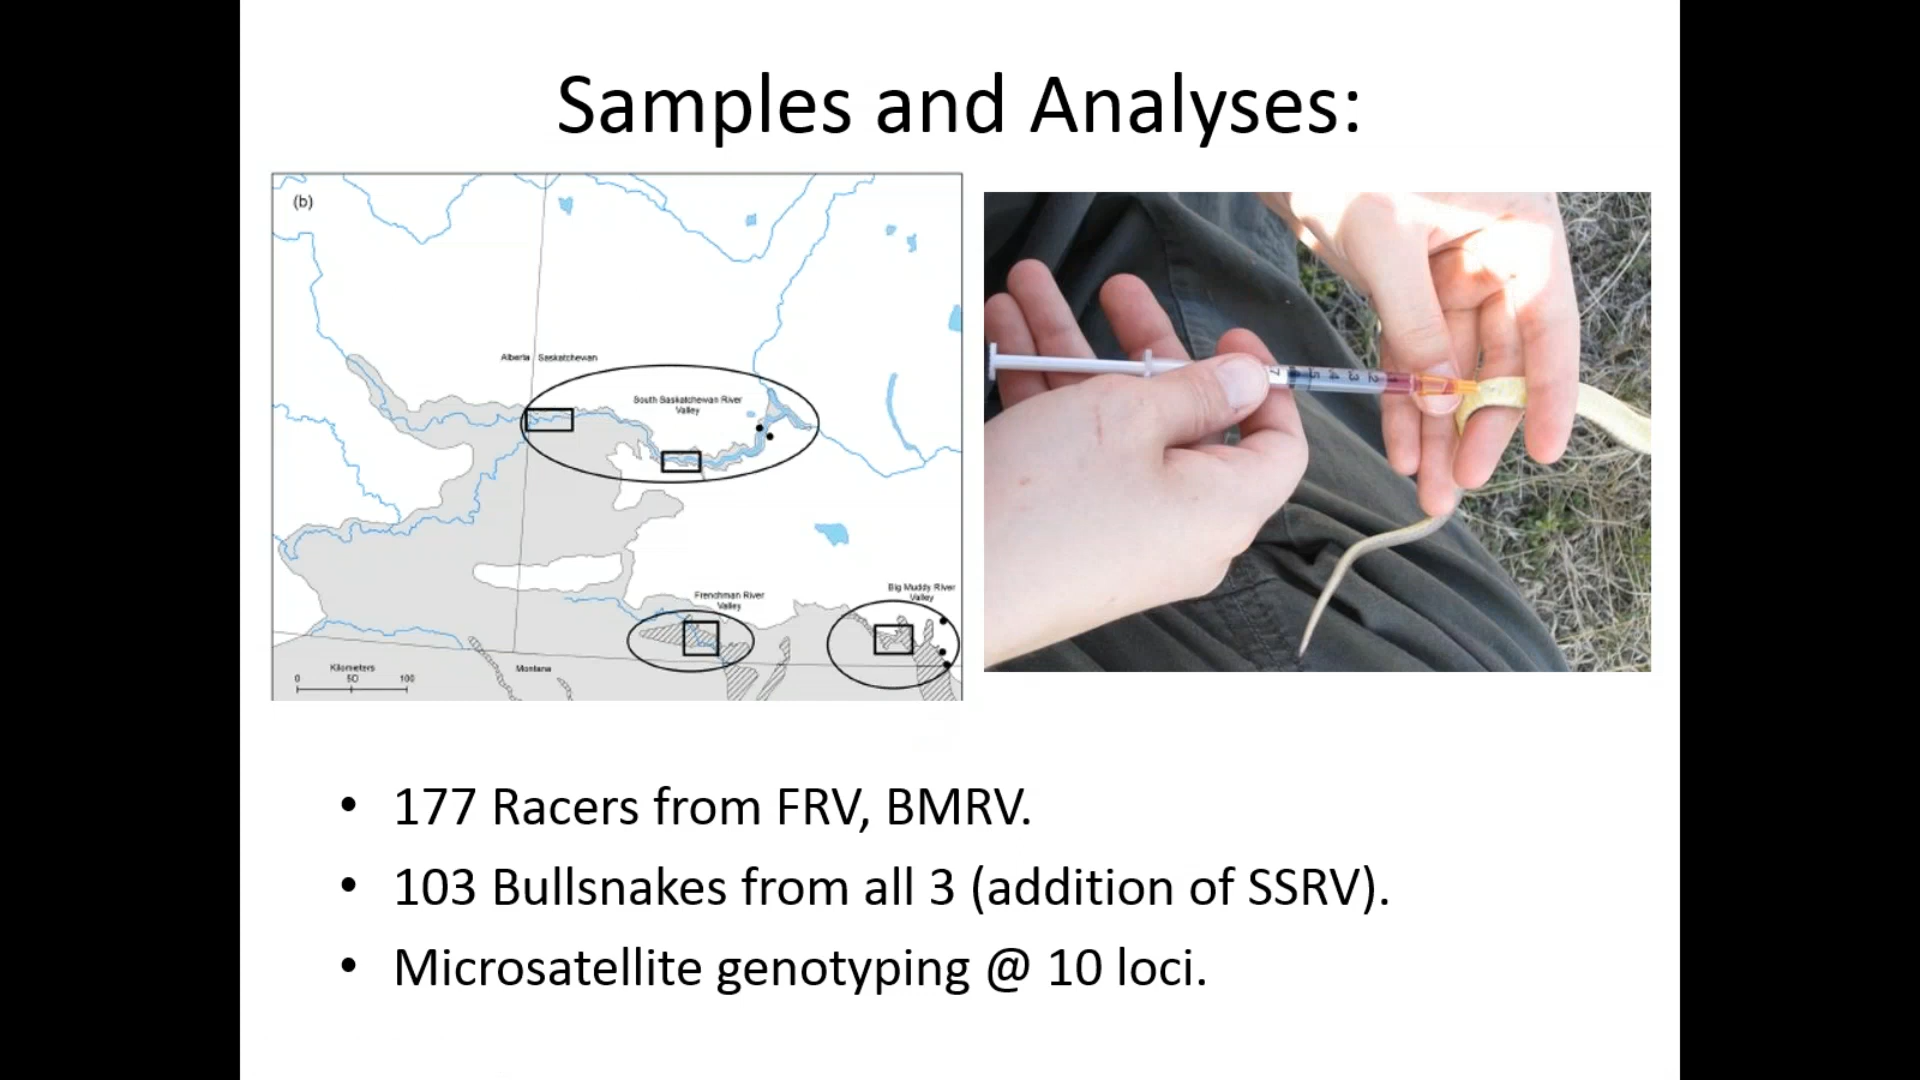 Samples and Analyses:
(b)
Alberta Saskatchewan
South Saskatchewan River
Valley
Frenchman River
Valley
Big Muddy River
Valley
Kilometers
0 50 100
Montana
• 177 Racers from FRV, BMRV.
• 103 Bullsnakes from all 3 (addition of SSRV).
• Microsatellite genotyping @ 10 loci.